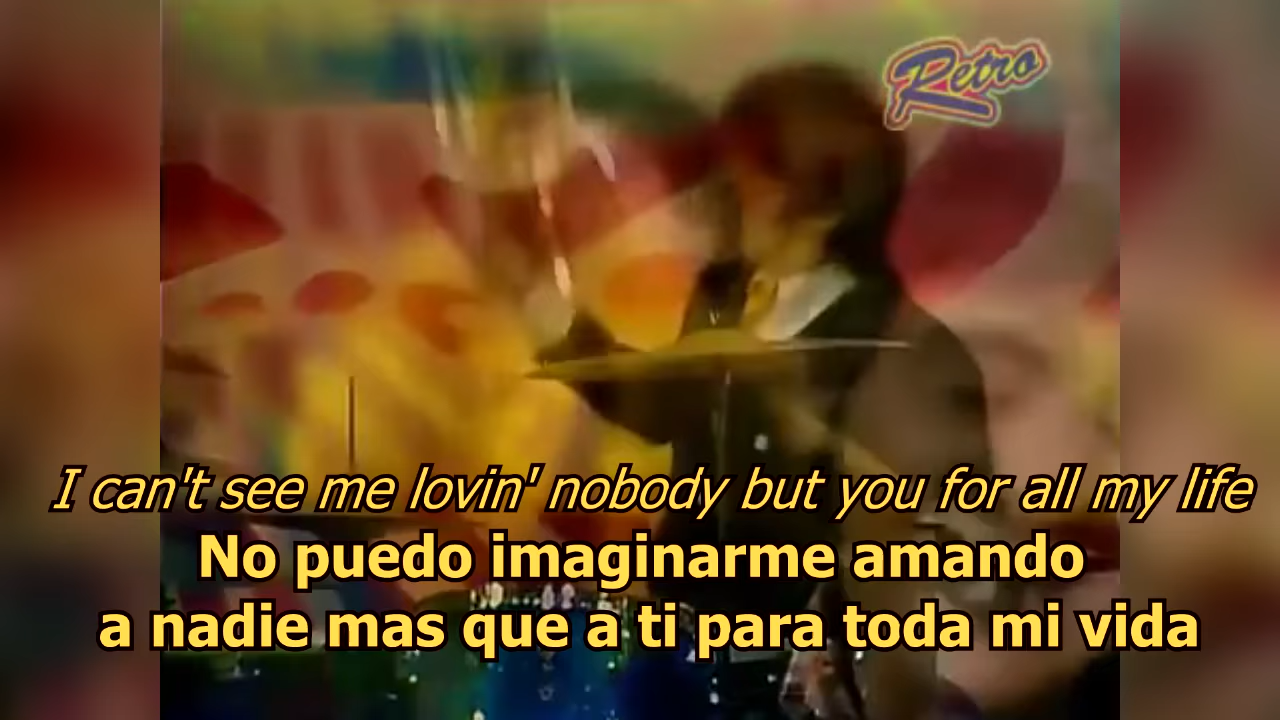 Retro
I can't see me lovin' nobody but you for all my life
No puedo imaginarme amando
a nadie mas que a ti para toda mi vida